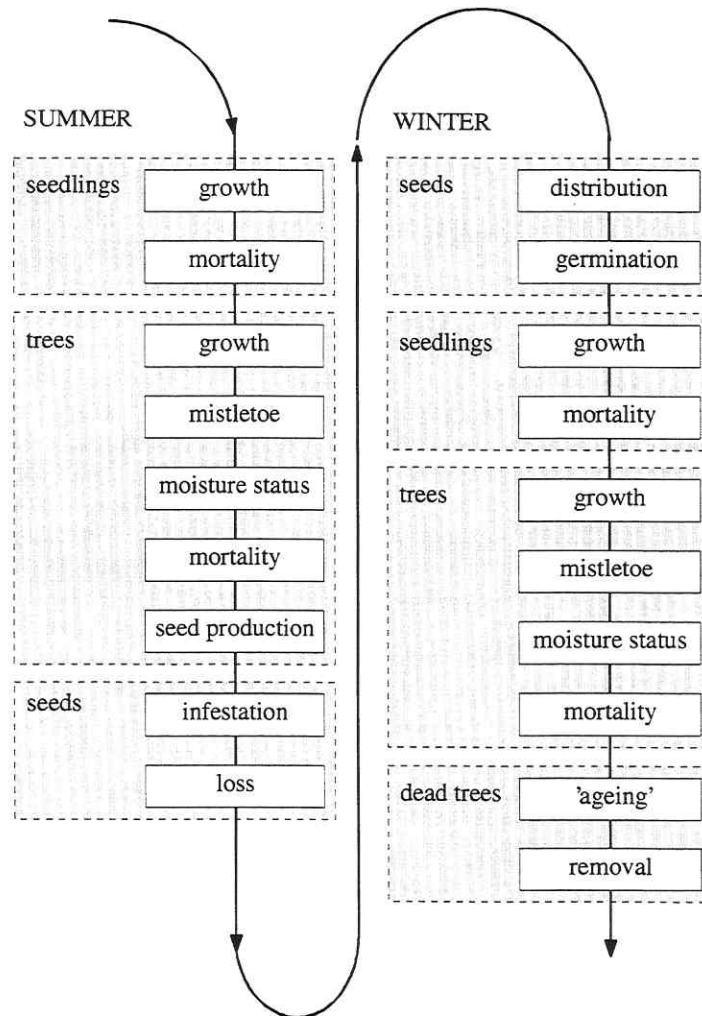 SUMMER
seedlings
growth
mortality
trees
growth
mistletoe
moisture status
mortality
seed production
seeds
infestation
loss
WINTER
seeds
distribution
germination
seedlings
growth
mortality
trees
growth
mistletoe
moisture status
mortality
dead trees
'ageing'
removal